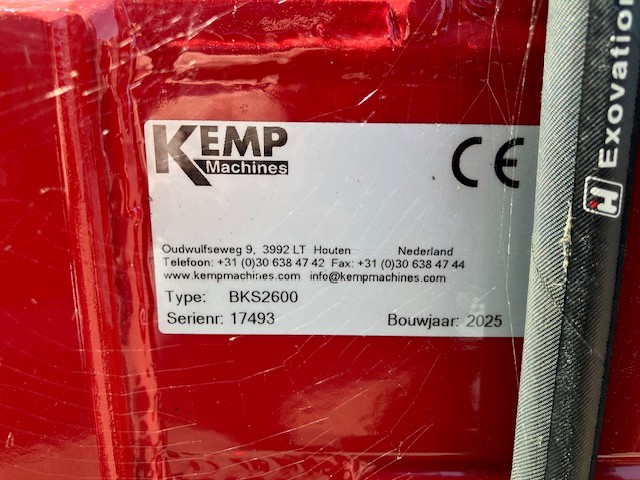 KEMP
Machines
CE
Oudwulfseweg 9, 3992 LT Houten Nederland
Telefoon: +31 (0)30 638 47 42 Fax: +31 (0)30 638 47 44
www.kempmachines.com info@kempmachines.com
Type: BKS2600
Serienr: 17493 Bouwjaar: 2025
H Exovation